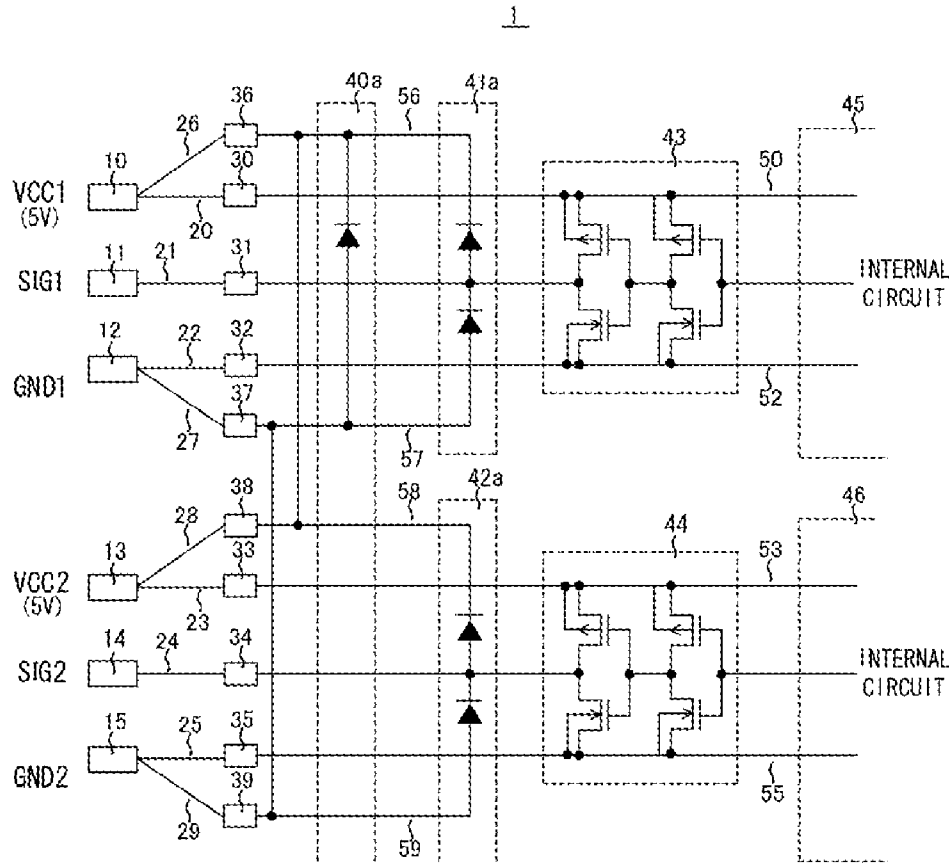 1
40a
41a
36
56
45
26
43
50
10
30
VCC1
(5V)
20
11
21
31
SIG1
INTERNAL
CIRCUIT
12
22
32
GND1
37
52
27
57
38
58
42a
46
28
44
53
13
33
VCC2
(5V)
23
34
14
24
SIG2
INTERNAL
CIRCUIT
15
25
35
GND2
39
55
29
59